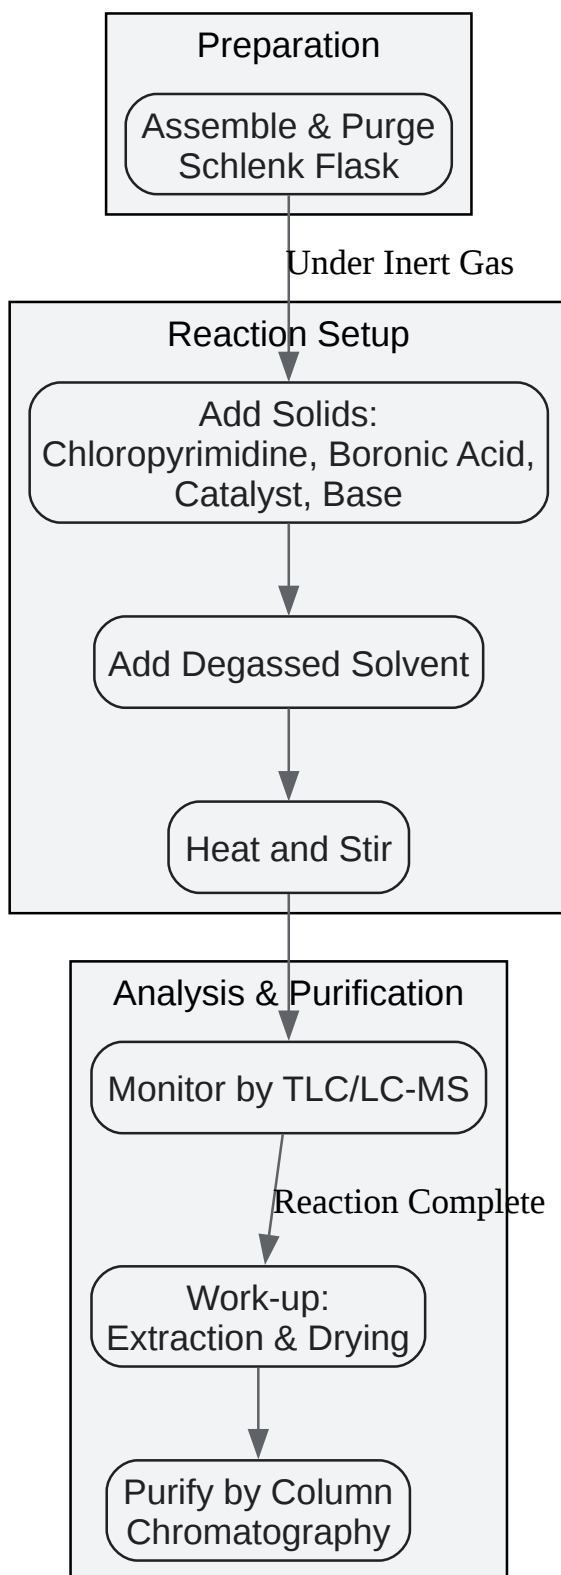 Preparation
Assemble & Purge
Schlenk Flask
Under Inert Gas
Reaction Setup
Add Solids:
Chloropyrimidine, Boronic Acid,
Catalyst, Base
Add Degassed Solvent
Heat and Stir
Analysis & Purification
Monitor by TLC/LC-MS
Reaction Complete
Work-up:
Extraction & Drying
Purify by Column
Chromatography